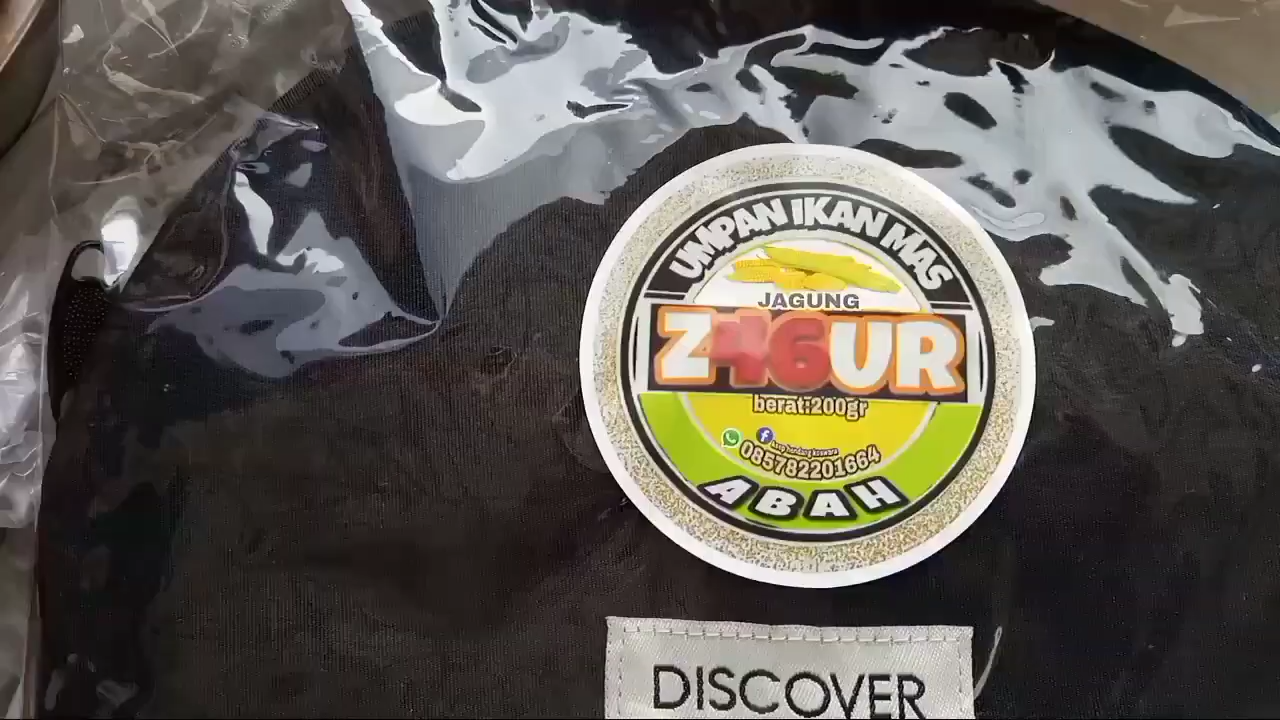 UMPAN IKAN MAS
JAGUNG
Z46UR
berat:200gr
085782201664
ABAH
DISCOVER